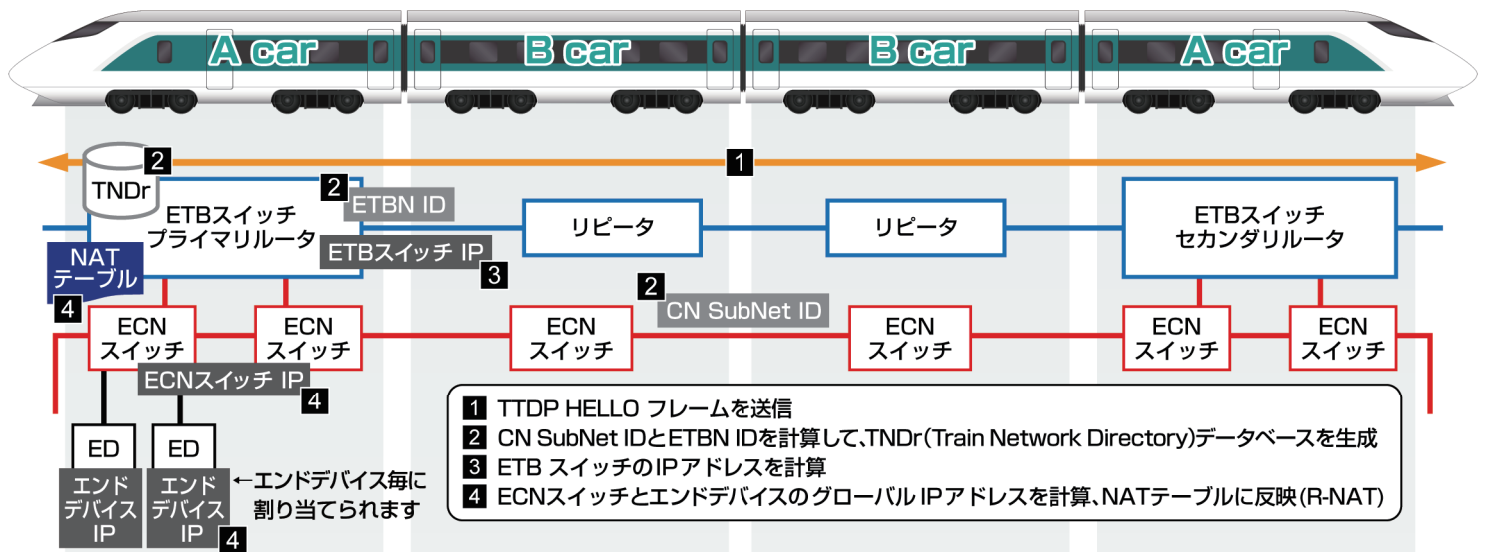 A car
B car
B car
A car
1
2
TNDr
2
ETBN ID
ETBスイッチ
プライマリルータ
ETBスイッチ IP
3
リピータ
リピータ
ETBスイッチ
セカンダリルータ
NAT
テーブル
4
2
CN SubNet ID
ECN
スイッチ
ECN
スイッチ
ECN
スイッチ
ECN
スイッチ
ECN
スイッチ
ECN
スイッチ
ECNスイッチ IP
4
ED
ED
エンド
デバイス
IP
エンド
デバイス
IP
4
←エンドデバイス毎に
割り当てられます
1 TTDP HELLO フレームを送信
2 CN SubNet IDとETBN IDを計算して、TNDr(Train Network Directory)データベースを生成
3 ETB スイッチのIPアドレスを計算
4 ECNスイッチとエンドデバイスのグローバルIPアドレスを計算、NATテーブルに反映(R-NAT)